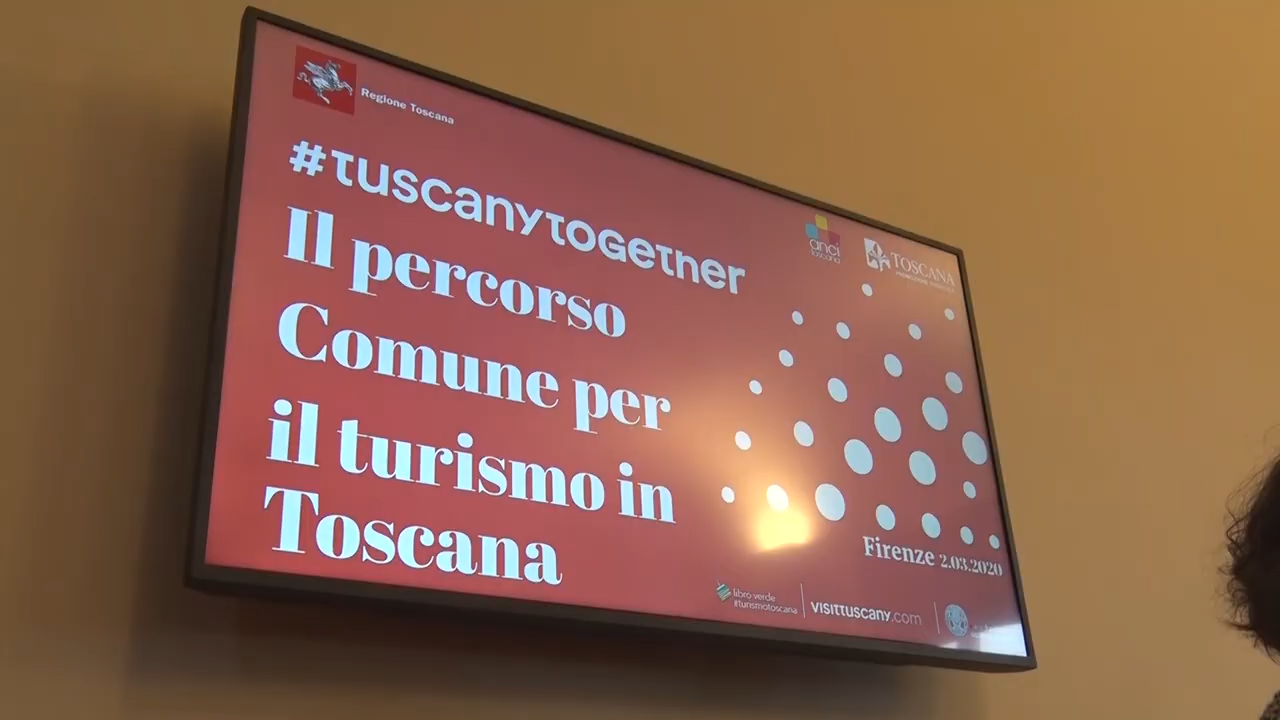 Regione Toscana
#tuscanytogether
Il percorso
Comune per
il turismo in
Toscana
anci
toscana
TOSCANA
Firenze 2.03.2020
libro verde
#turismotoscana
VISITTUSCANY.com